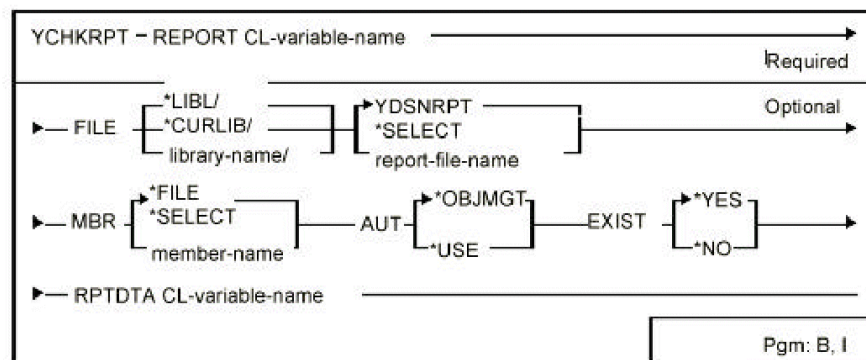 YCHKRPT – REPORT CL-variable-name
Required
*LIBL/ YDSNRPT Optional
FILE *CURLIB/ *SELECT
library-name/ report-file-name
*FILE *OBJMGT *YES
*SELECT
MBR AUT EXIST
member-name *USE *NO
RPTDTA CL-variable-name
Pgm: B, I